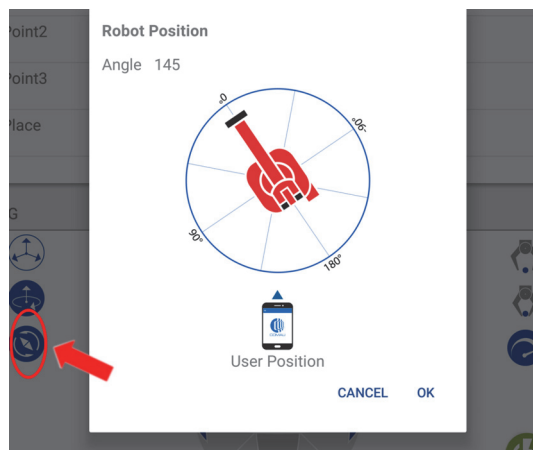 Point2
Robot Position
Angle 145
Point3
Place
0°
-90°
G
90°
180°
User Position
CANCEL OK